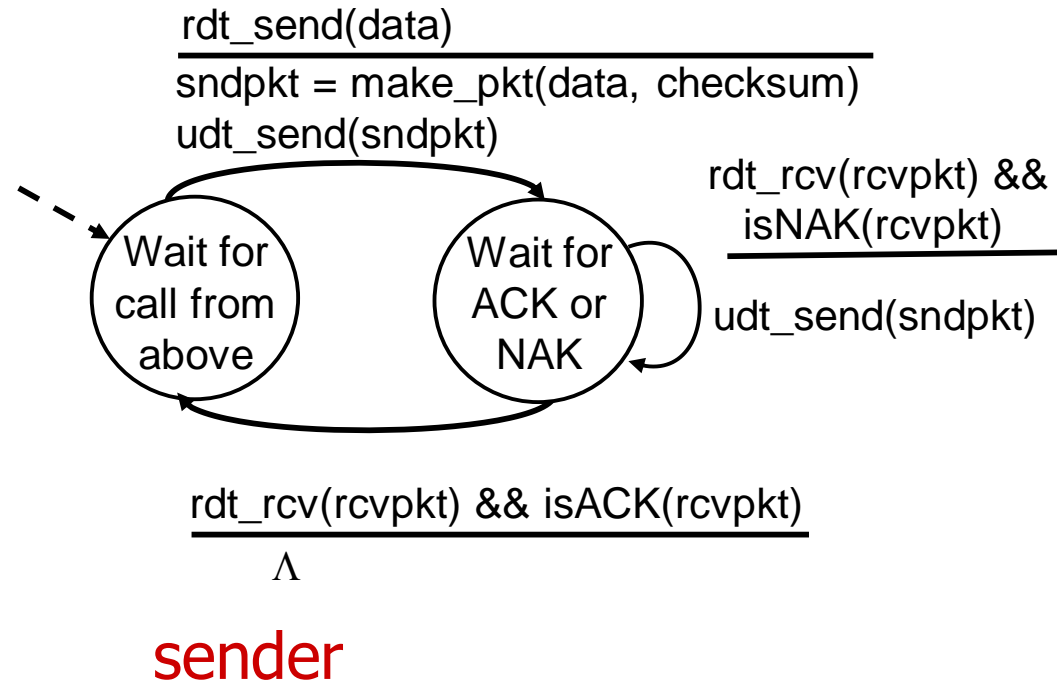 rdt_send(data)
sndpkt = make_pkt(data, checksum)
udt_send(sndpkt)
rdt_rcv(rcvpkt) &&
isNAK(rcvpkt)
udt_send(sndpkt)
Wait for
call from
above
Wait for
ACK or
NAK
rdt_rcv(rcvpkt) && isACK(rcvpkt)
Λ
sender